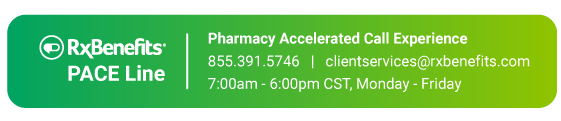 RxBenefits®
PACE Line
Pharmacy Accelerated Call Experience
855.391.5746 | clientservices@rxbenefits.com
7:00am - 6:00pm CST, Monday - Friday